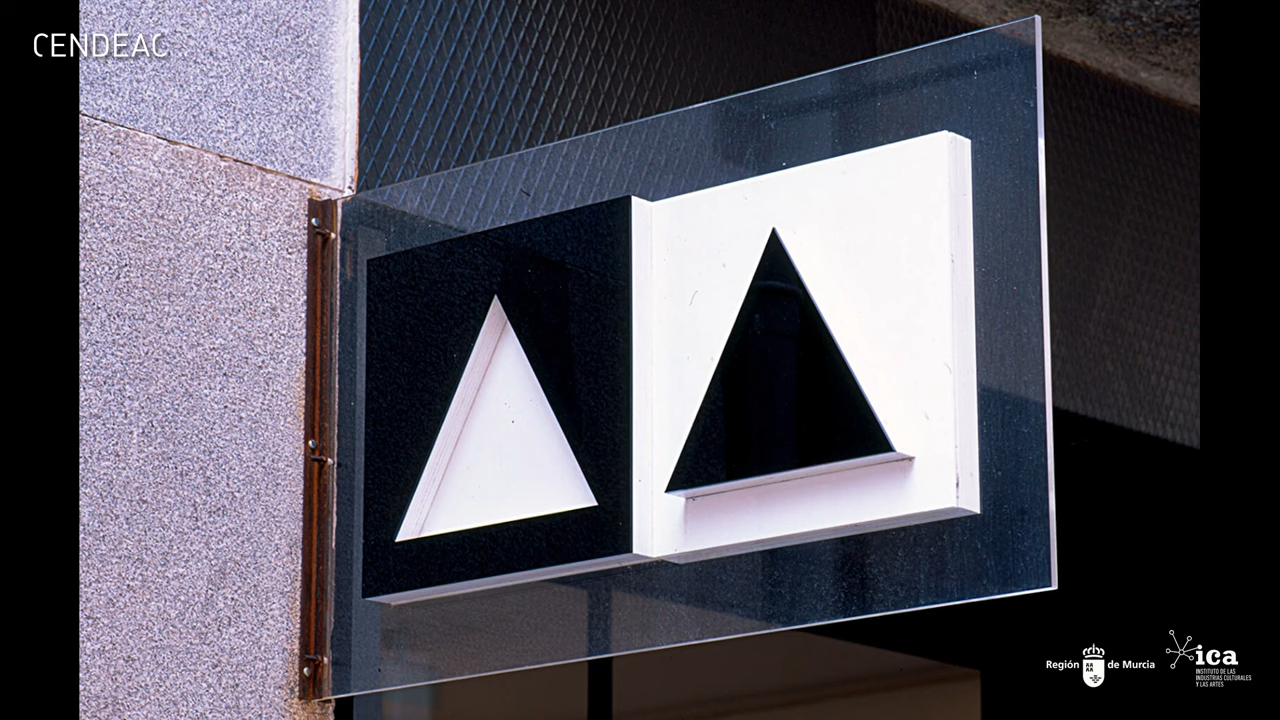 CENDEAC
Región de Murcia
ica
INSTITUTO DE LAS
INDUSTRIAS CULTURALES
Y LAS ARTES